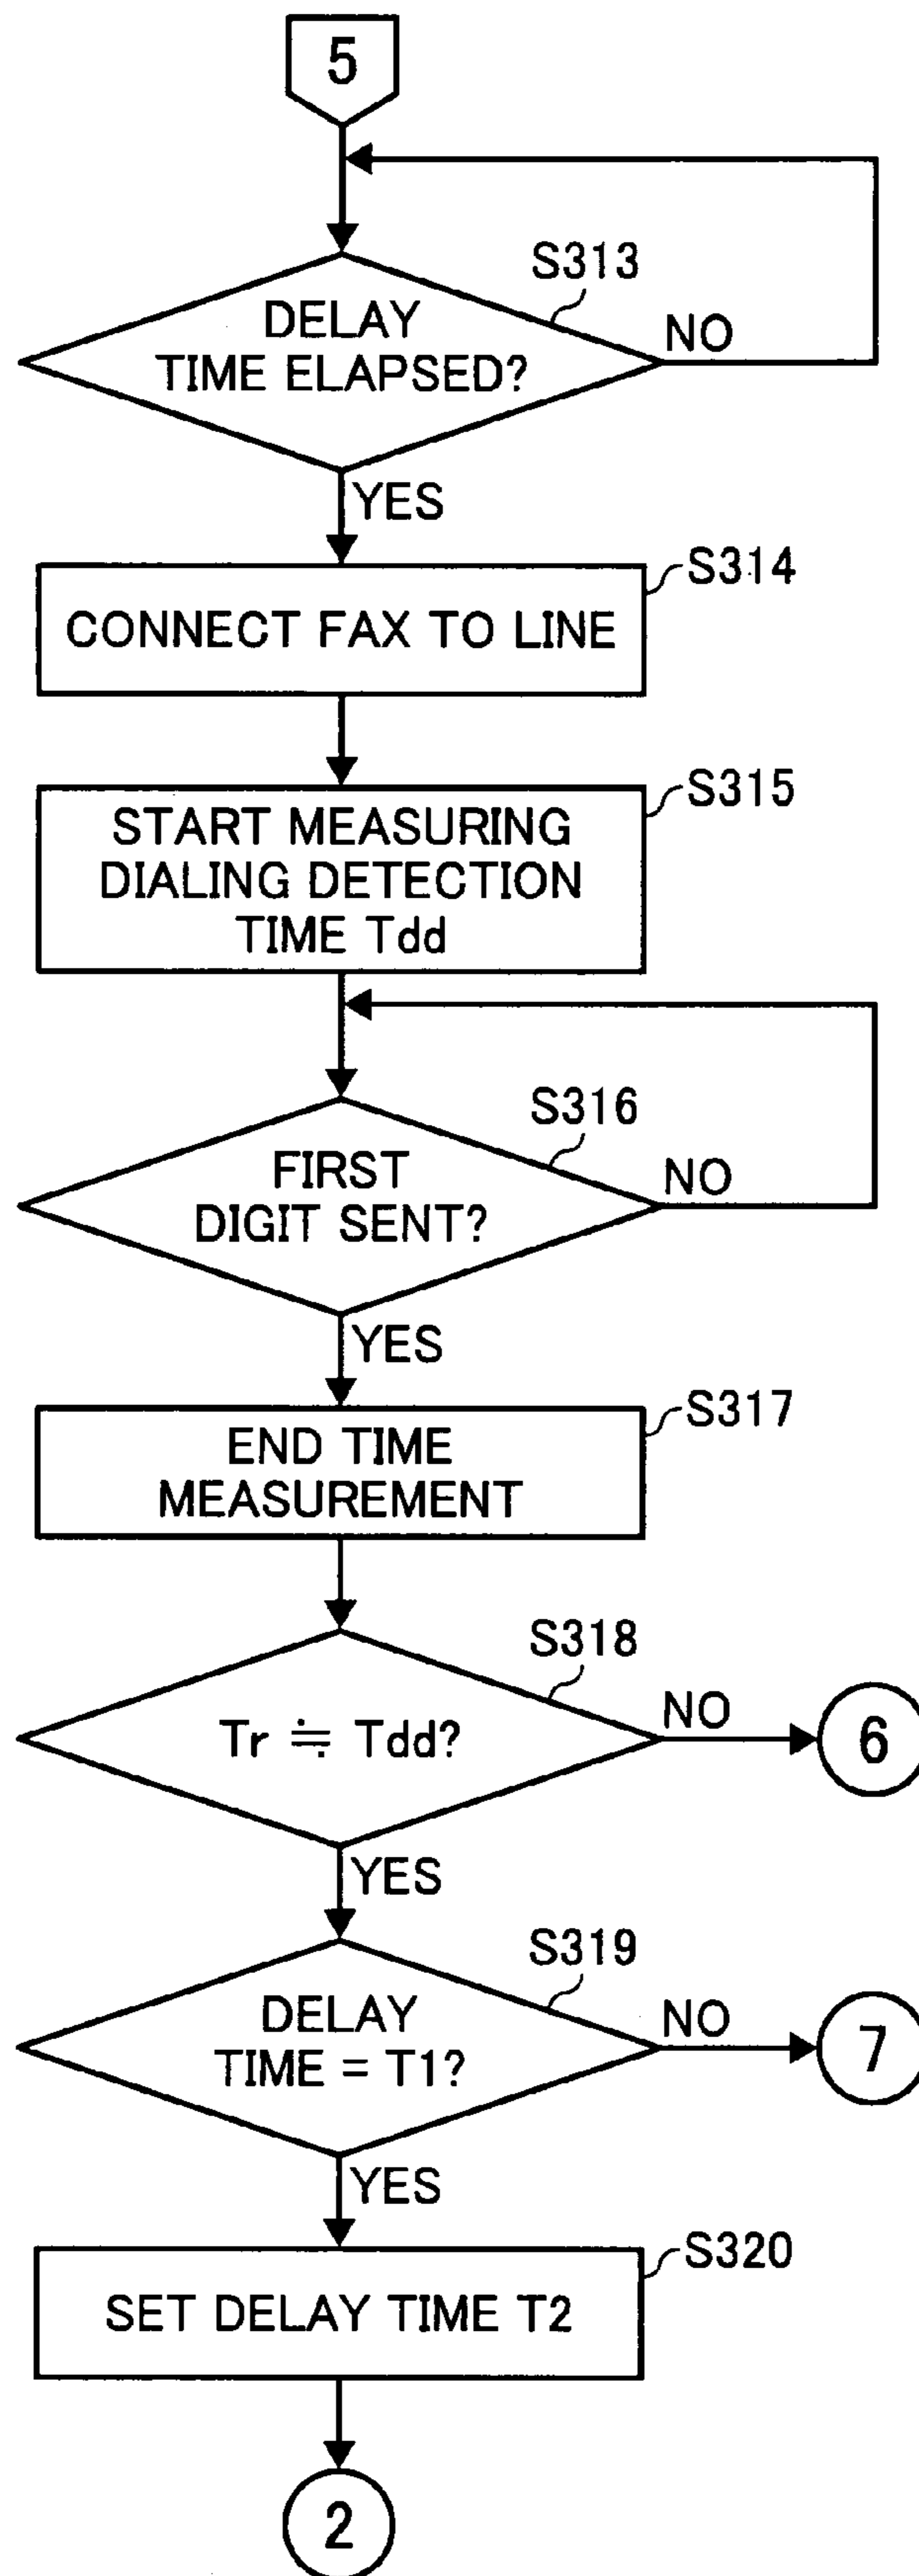 5
S313
DELAY
TIME ELAPSED?
NO
YES
S314
CONNECT FAX TO LINE
S315
START MEASURING
DIALING DETECTION
TIME Tdd
S316
FIRST
DIGIT SENT?
NO
YES
S317
END TIME
MEASUREMENT
S318
Tr ≒ Tdd?
NO
6
YES
S319
DELAY
TIME = T1?
NO
7
YES
S320
SET DELAY TIME T2
2